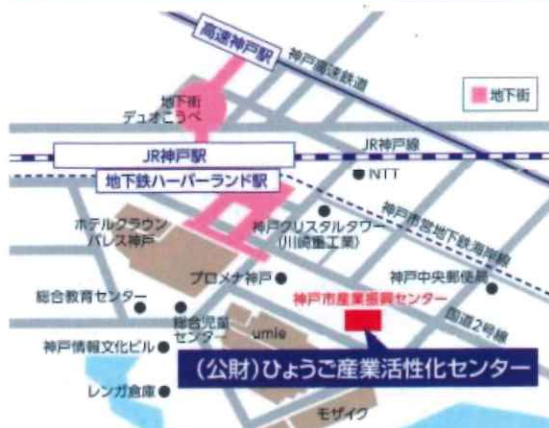 高速神戸駅
神戸高速鉄道
地下街
デュオこうべ
地下街
JR神戸駅
JR神戸線
地下鉄ハーバーランド駅
NTT
ホテルクラウン
パレス神戸
神戸クリスタルタワー
(川崎重工業)
神戸市営地下鉄海岸線
プロメナ神戸
神戸中央郵便局
総合教育センター
総合児童
センター
umie
神戸市産業振興センター
国道2号線
神戸情報文化ビル
(公財)ひょうご産業活性化センター
レンガ倉庫
モザイク